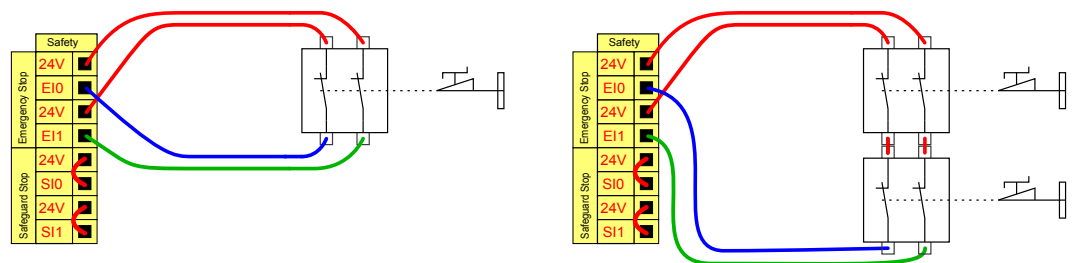 Safety
Emergency Stop
24V
EI0
24V
EI1
Safeguard Stop
24V
SI0
24V
SI1
Safety
Emergency Stop
24V
EI0
24V
EI1
Safeguard Stop
24V
SI0
24V
SI1